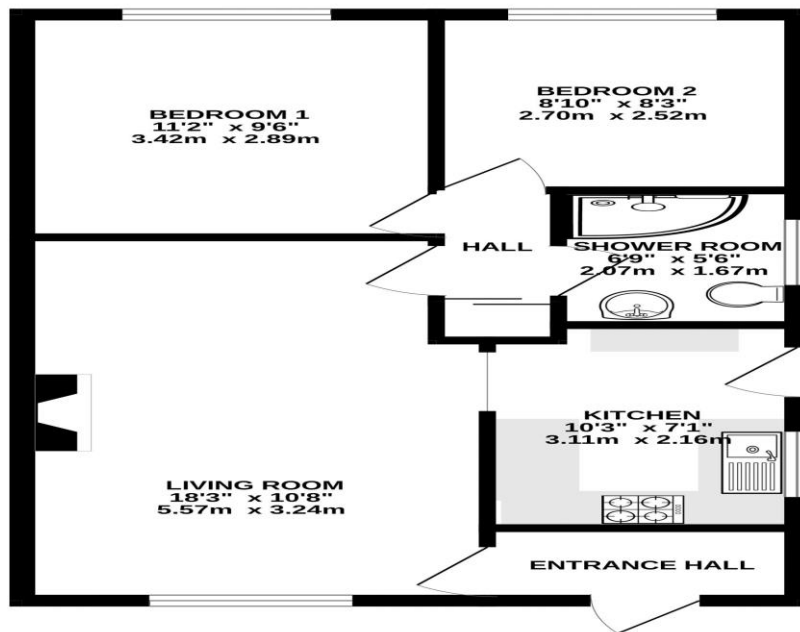 BEDROOM 1
11'2" x 9'6"
3.42m x 2.89m
BEDROOM 2
8'10" x 8'3"
2.70m x 2.52m
HALL
SHOWER ROOM
6'9" x 5'6"
2.07m x 1.67m
KITCHEN
10'3" x 7'1"
3.11m x 2.16m
LIVING ROOM
18'3" x 10'8"
5.57m x 3.24m
ENTRANCE HALL